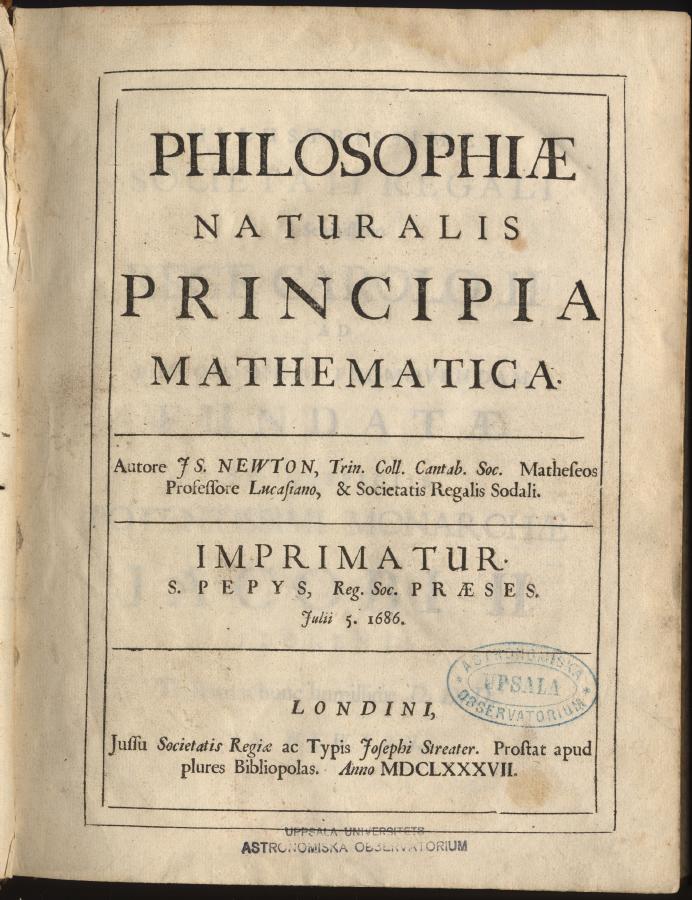 PHILOSOPHIÆ
NATURALIS
PRINCIPIA
MATHEMATICA.
Autore JS. NEWTON, Trin. Coll. Cantab. Soc. Matheſeos
Profeſſore Lucaſiano, & Societatis Regalis Sodali.
IMPRIMATUR.
S. PEPYS, Reg. Soc. PRÆSES.
Julii 5. 1686.
ASTRONOMISKA
UPSALA
OBSERVATORIUM
LONDINI,
Juſſu Societatis Regiæ ac Typis Joſephi Streater. Proſtat apud
plures Bibliopolas. Anno MDCLXXXVII.
UPPSALA UNIVERSITETS
ASTRONOMISKA OBSERVATORIUM